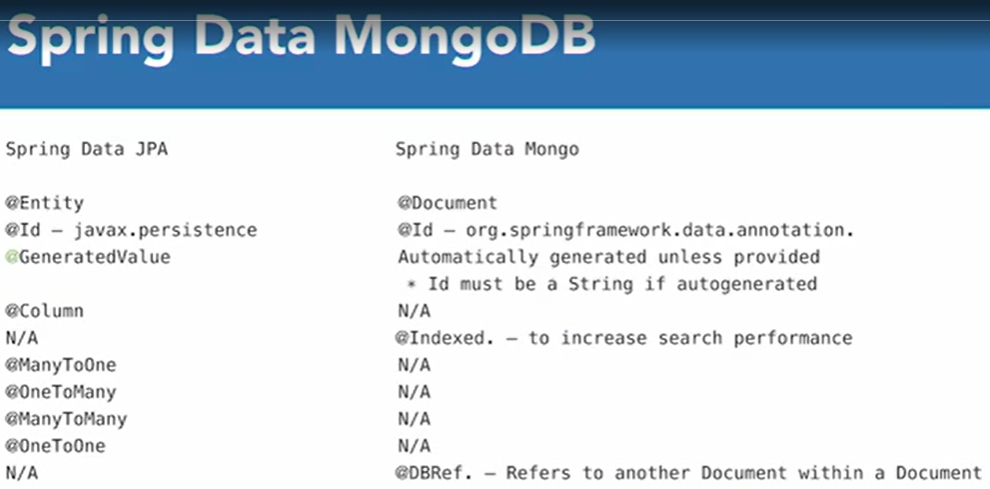 Spring Data MongoDB
Spring Data JPA Spring Data Mongo
@Entity @Document
@Id – javax.persistence @Id – org.springframework.data.annotation.
@GeneratedValue Automatically generated unless provided
* Id must be a String if autogenerated
@Column N/A
N/A @Indexed. – to increase search performance
@ManyToOne N/A
@OneToMany N/A
@ManyToMany N/A
@OneToOne N/A
N/A @DBRef. – Refers to another Document within a Document